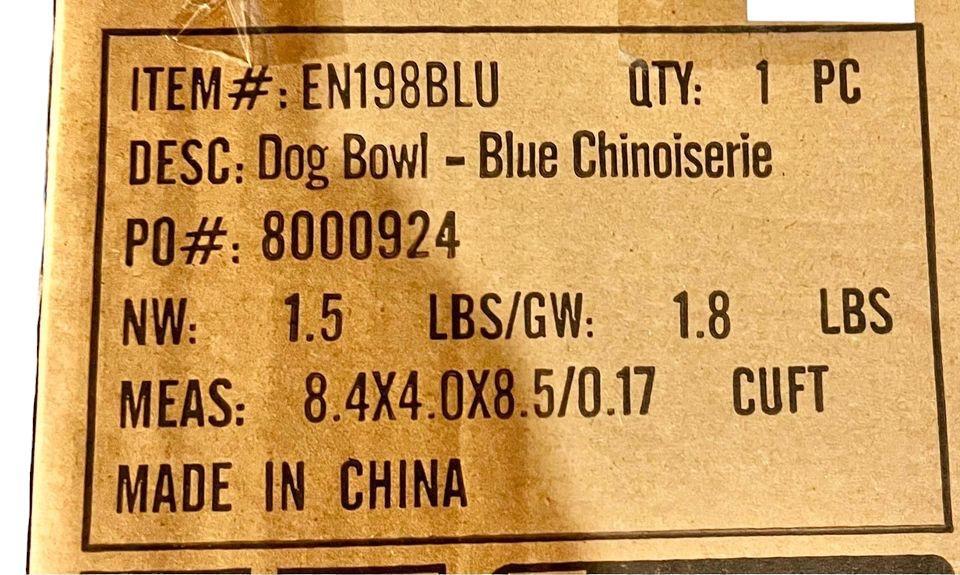 ITEM#: EN198BLU QTY: 1 PC
DESC: Dog Bowl - Blue Chinoiserie
PO#: 8000924
NW: 1.5 LBS/GW: 1.8 LBS
MEAS: 8.4X4.0X8.5/0.17 CUFT
MADE IN CHINA